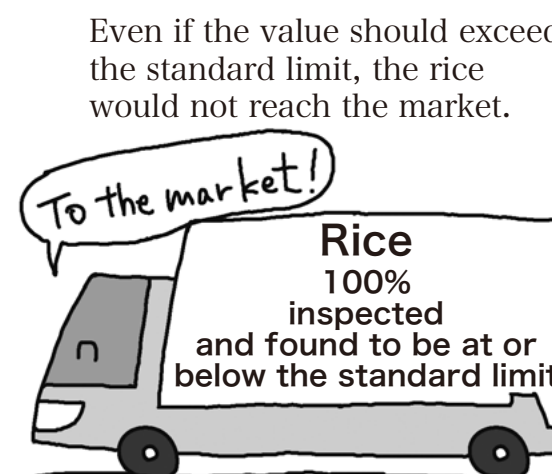 Even if the value should exceed
the standard limit, the rice
would not reach the market.
To the market!
Rice
100%
inspected
and found to be at or
below the standard limit